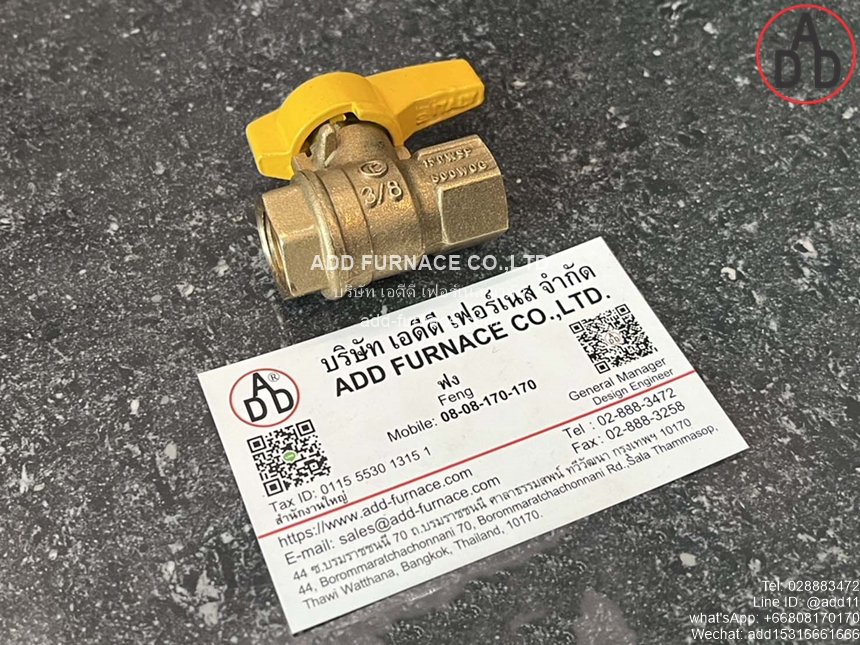 ADD
3/8
150WSP
600WOG
ADD FURNACE CO.,LTD.
บริษัท เอดีดี เฟอร์เนส จำกัด
บริษัท เอดีดี เฟอร์เนส จำกัด
ADD FURNACE CO.,LTD.
ADD®
ฟง
Feng
Mobile: 08-08-170-170
General Manager
Design Engineer
Tax ID: 0115 5530 1315 1
สำนักงานใหญ่
Tel : 02-888-3472
Fax : 02-888-3258
https://www.add-furnace.com
E-mail: sales@add-furnace.com
44 ซ.บรมราชชนนี 70 ถ.บรมราชชนนี ศาลาธรรมสพน์ ทวีวัฒนา กรุงเทพฯ 10170
44, Borommaratchachonnani 70, Borommaratchachonnani Rd.,Sala Thammasop,
Thawi Watthana, Bangkok, Thailand, 10170.
Tel: 028883472
Line ID: @add11
what'sApp: +66808170170
Wechat: add15316661666